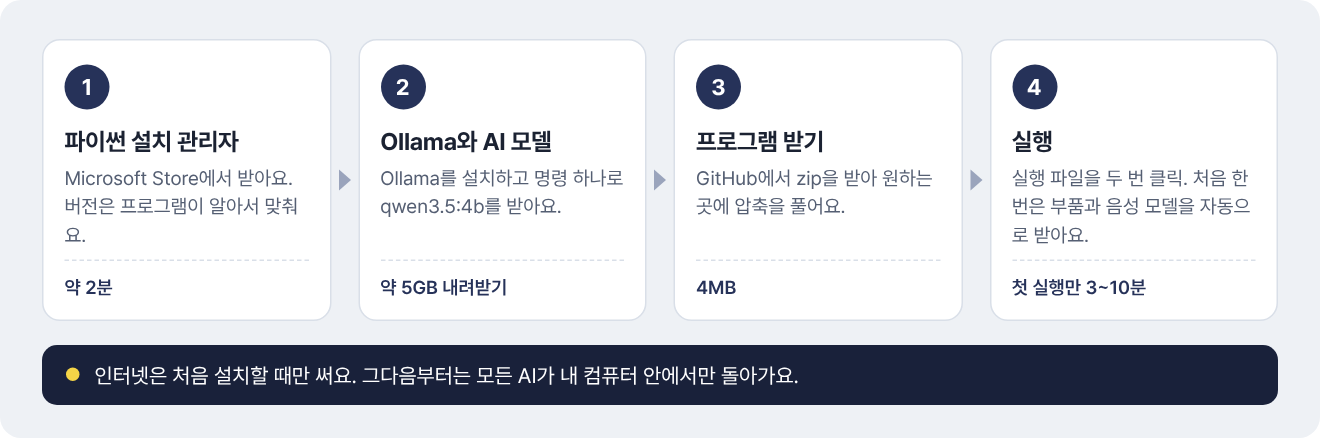 1
파이썬 설치 관리자
Microsoft Store에서 받아요.
버전은 프로그램이 알아서 맞춰
요.
약 2분
2
Ollama와 AI 모델
Ollama를 설치하고 명령 하나로
qwen3.5:4b를 받아요.
약 5GB 내려받기
3
프로그램 받기
GitHub에서 zip을 받아 원하는
곳에 압축을 풀어요.
4MB
4
실행
실행 파일을 두 번 클릭. 처음 한
번은 부품과 음성 모델을 자동으
로 받아요.
첫 실행만 3~10분
인터넷은 처음 설치할 때만 써요. 그다음부터는 모든 AI가 내 컴퓨터 안에서만 돌아가요.